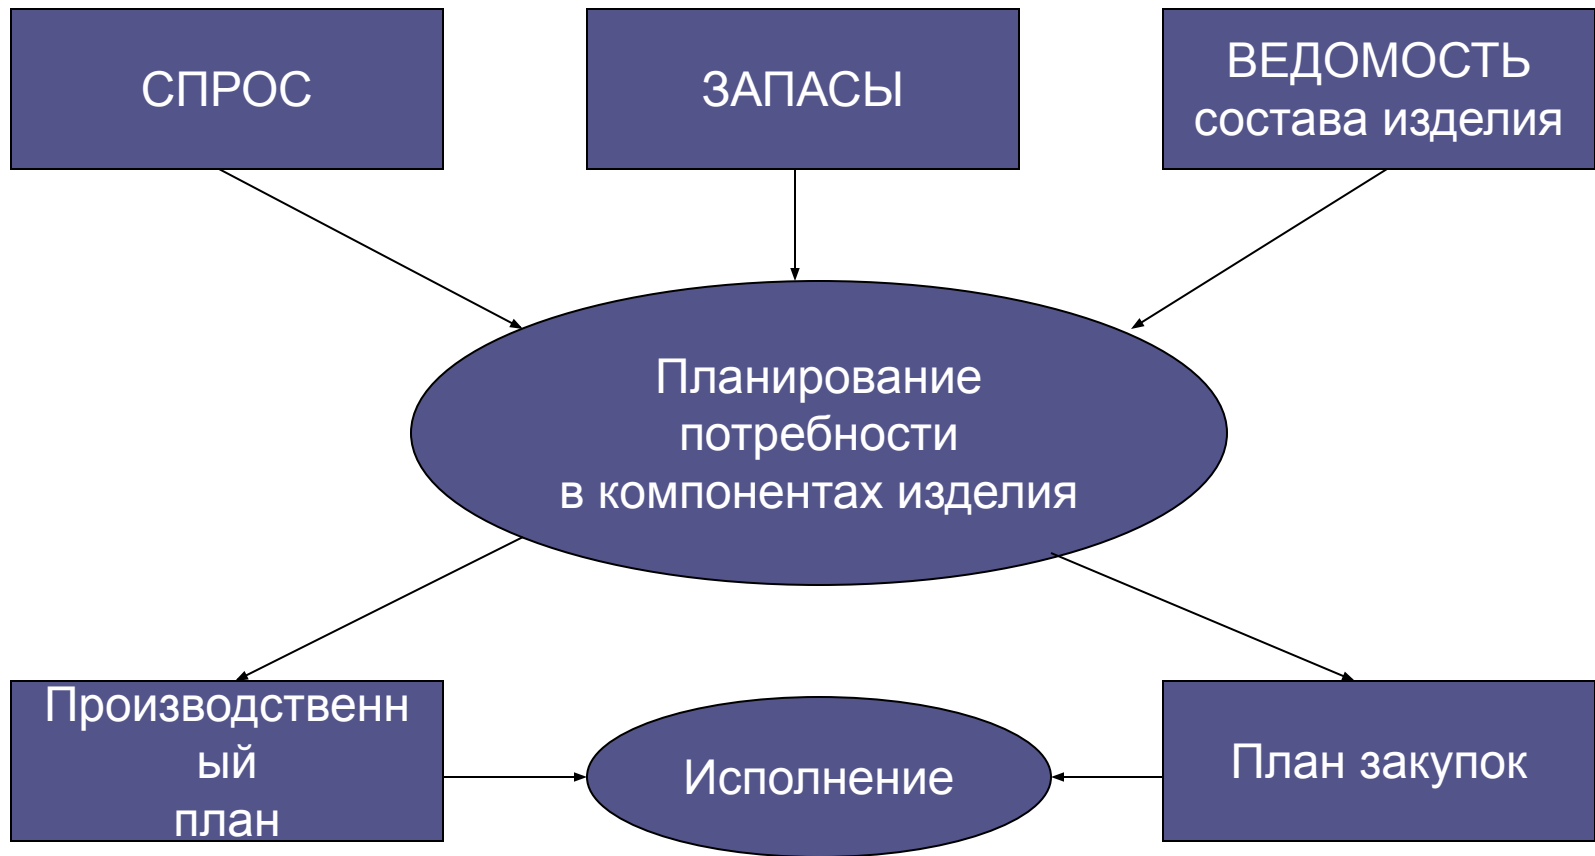 СПРОС
ЗАПАСЫ
ВЕДОМОСТЬ
состава изделия
Планирование
потребности
в компонентах изделия
Производственн
ый
план
Исполнение
План закупок